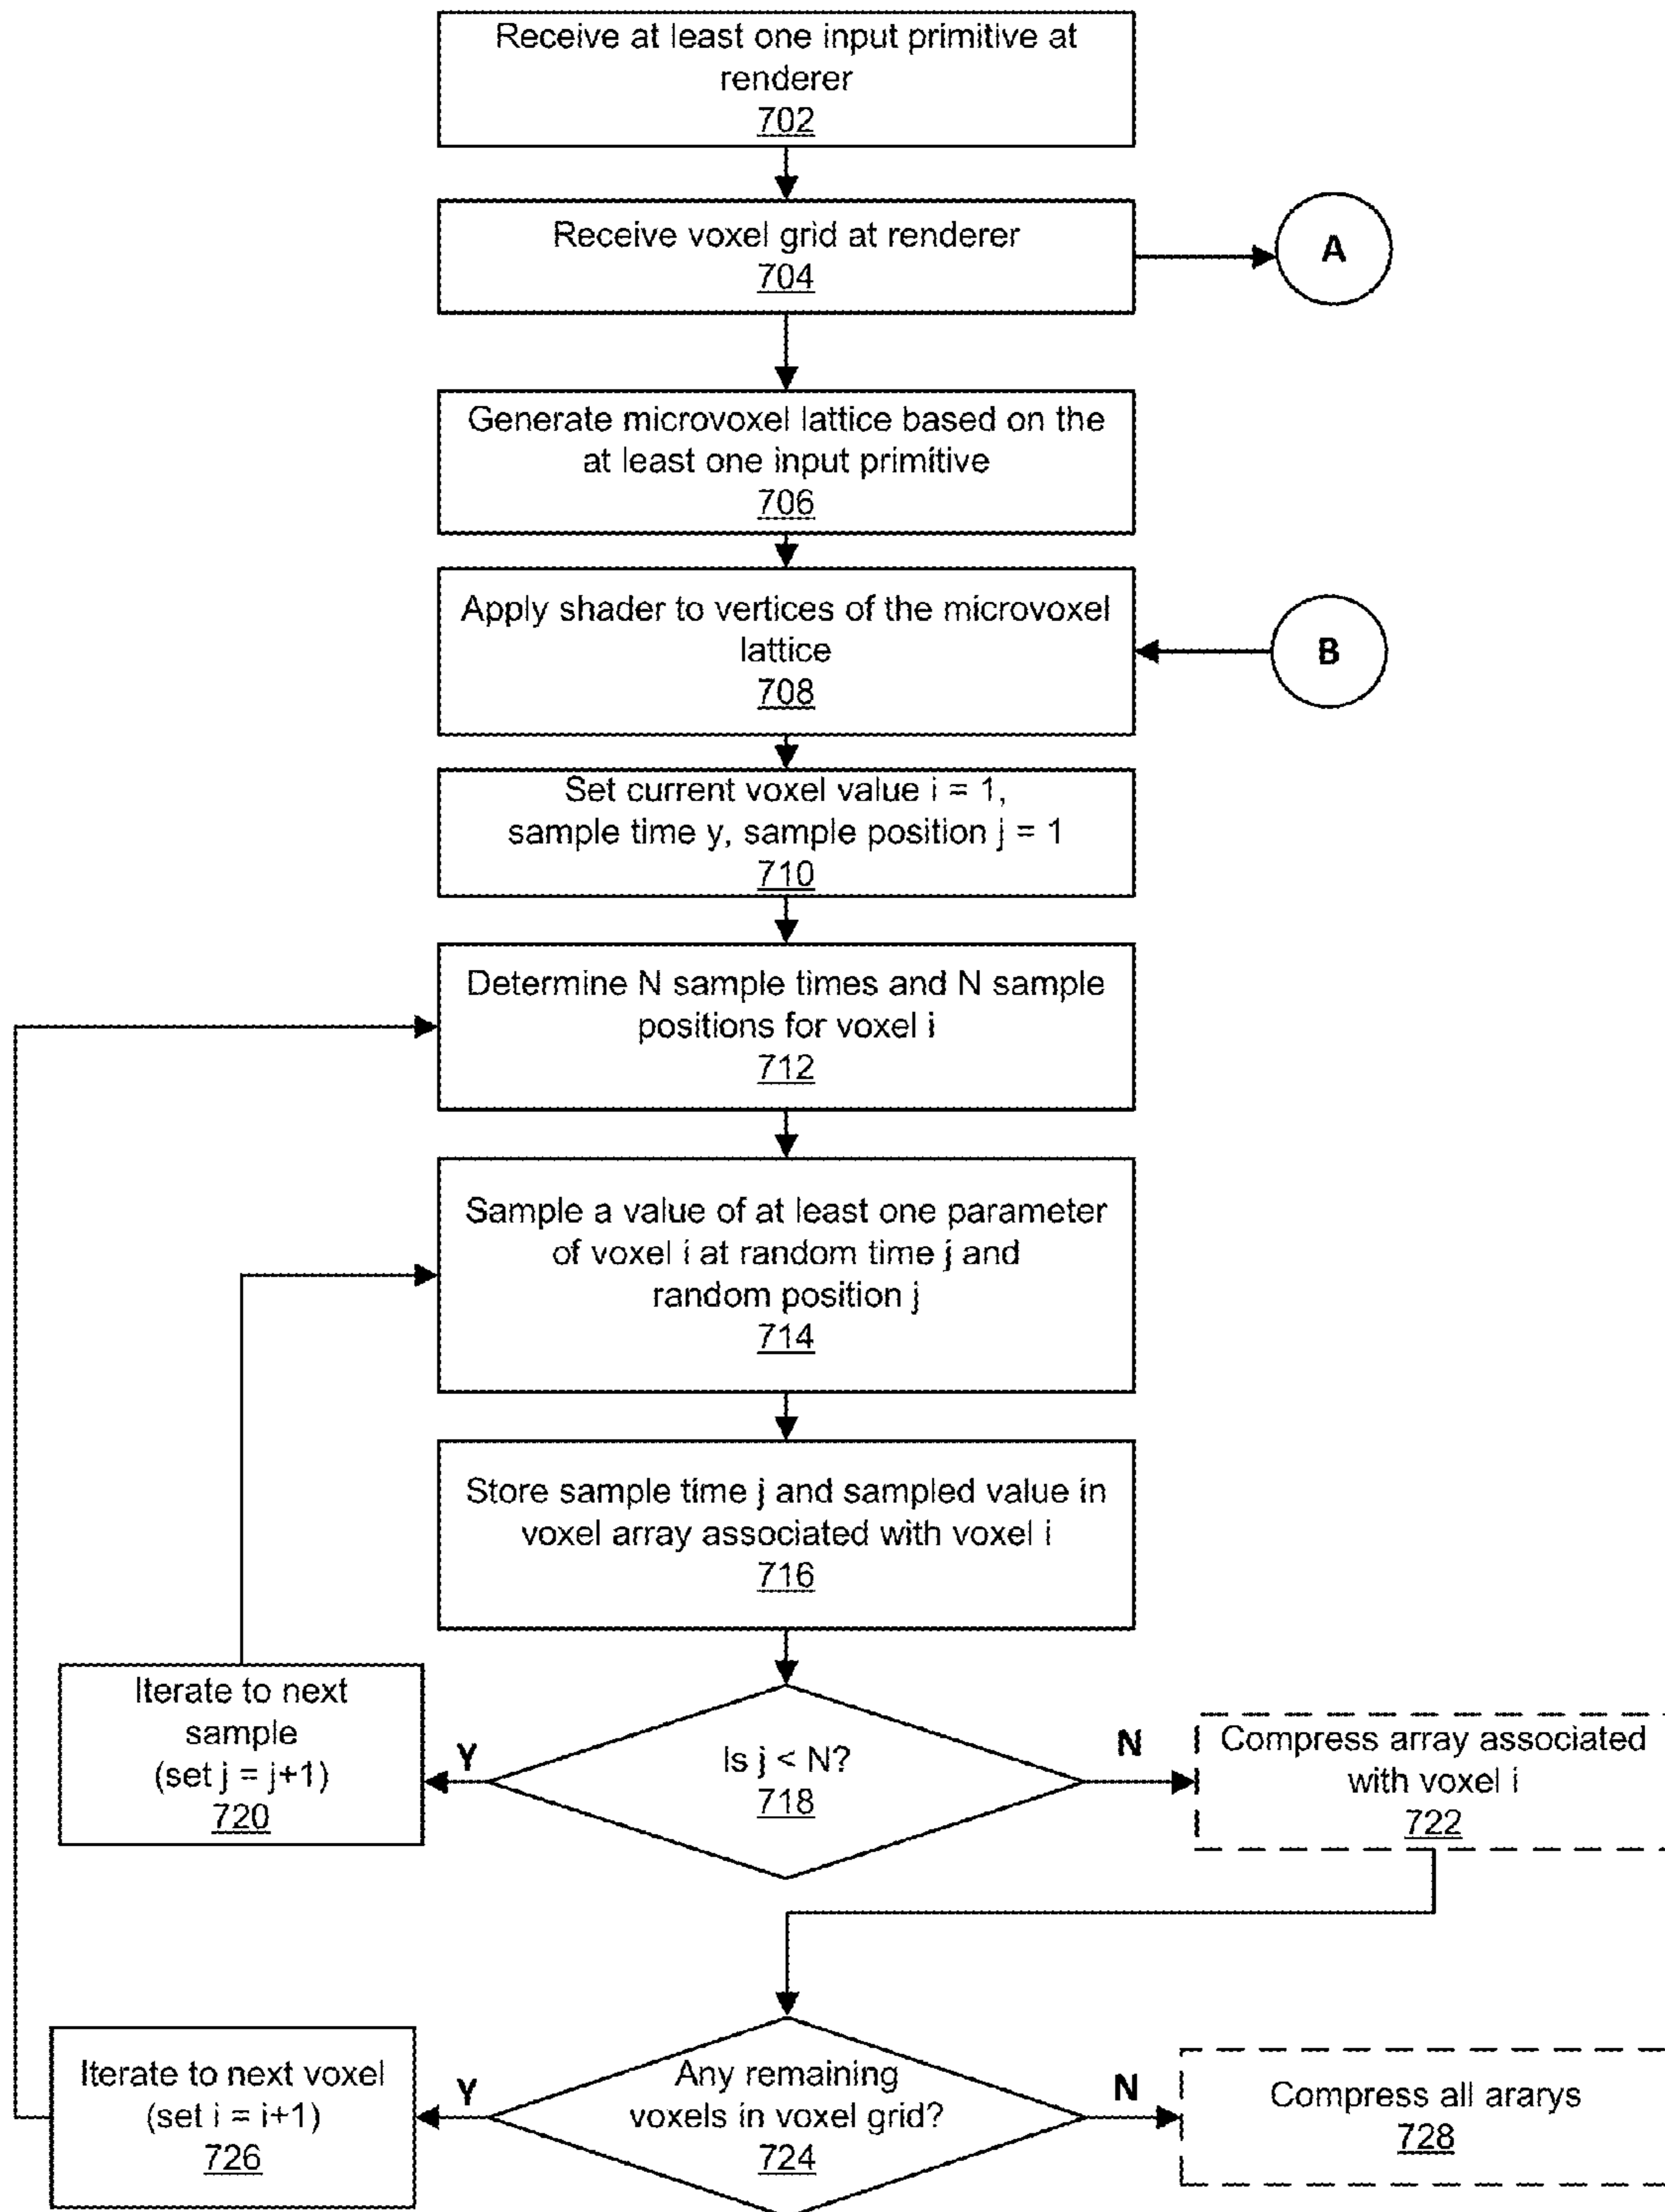 Receive at least one input primitive at
renderer
702
Receive voxel grid at renderer
704
A
Generate microvoxel lattice based on the
at least one input primitive
706
Apply shader to vertices of the microvoxel
lattice
708
B
Set current voxel value i = 1,
sample time y, sample position j = 1
710
Determine N sample times and N sample
positions for voxel i
712
Sample a value of at least one parameter
of voxel i at random time j and
random position j
714
Store sample time j and sampled value in
voxel array associated with voxel i
716
Iterate to next
sample
(set j = j+1)
720
Y
Is j < N?
718
N
Compress array associated
with voxel i
722
Iterate to next voxel
(set i = i+1)
726
Y
Any remaining
voxels in voxel grid?
724
N
Compress all ararys
728